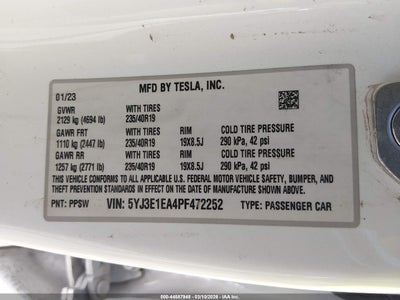 MFD BY TESLA, INC.
01/23
GVWR WITH TIRES
2129 kg (4694 lb) 235/40R19
GAWR FRT WITH TIRES RIM COLD TIRE PRESSURE
1110 kg (2447 lb) 235/40R19 19X8.5J 290 kPa, 42 psi
GAWR RR WITH TIRES RIM COLD TIRE PRESSURE
1257 kg (2771 lb) 235/40R19 19X8.5J 290 kPa, 42 psi
THIS VEHICLE CONFORMS TO ALL APPLICABLE U.S. FEDERAL MOTOR VEHICLE SAFETY, BUMPER, AND
THEFT PREVENTION STANDARDS IN EFFECT ON THE DATE OF MANUFACTURE SHOWN ABOVE.
PNT: PPSW VIN: 5YJ3E1EA4PF472252 TYPE: PASSENGER CAR
000-44587848 - 03/10/2026 - IAAI.COM